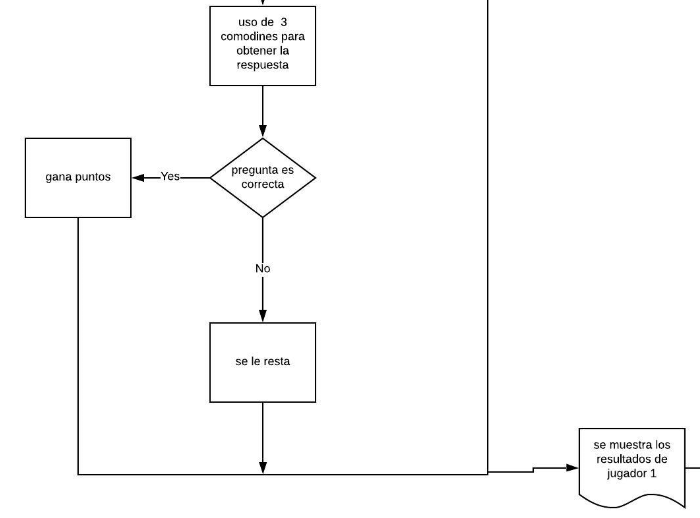 uso de 3
comodines para
obtener la
respuesta
pregunta es
correcta
Yes
gana puntos
No
se le resta
se muestra los
resultados de
jugador 1